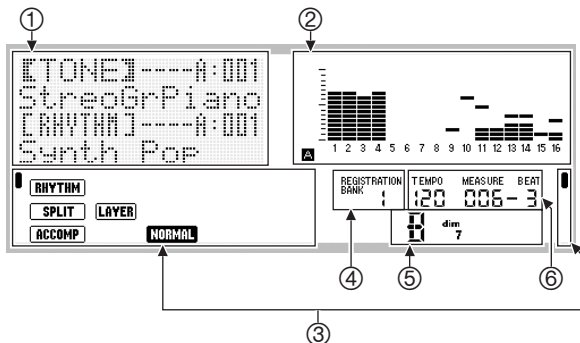 ① ②
【TONE】----A:001
StreoGrPiano
[RHYTHM]----A:001
Synth Pop
A 1 2 3 4 5 6 7 8 9 10 11 12 13 14 15 16
RHYTHM
SPLIT LAYER
ACCOMP NORMAL
REGISTRATION BANK 1
TEMPO MEASURE BEAT
120 006-3
B dim 7
④ ⑤ ⑥
③